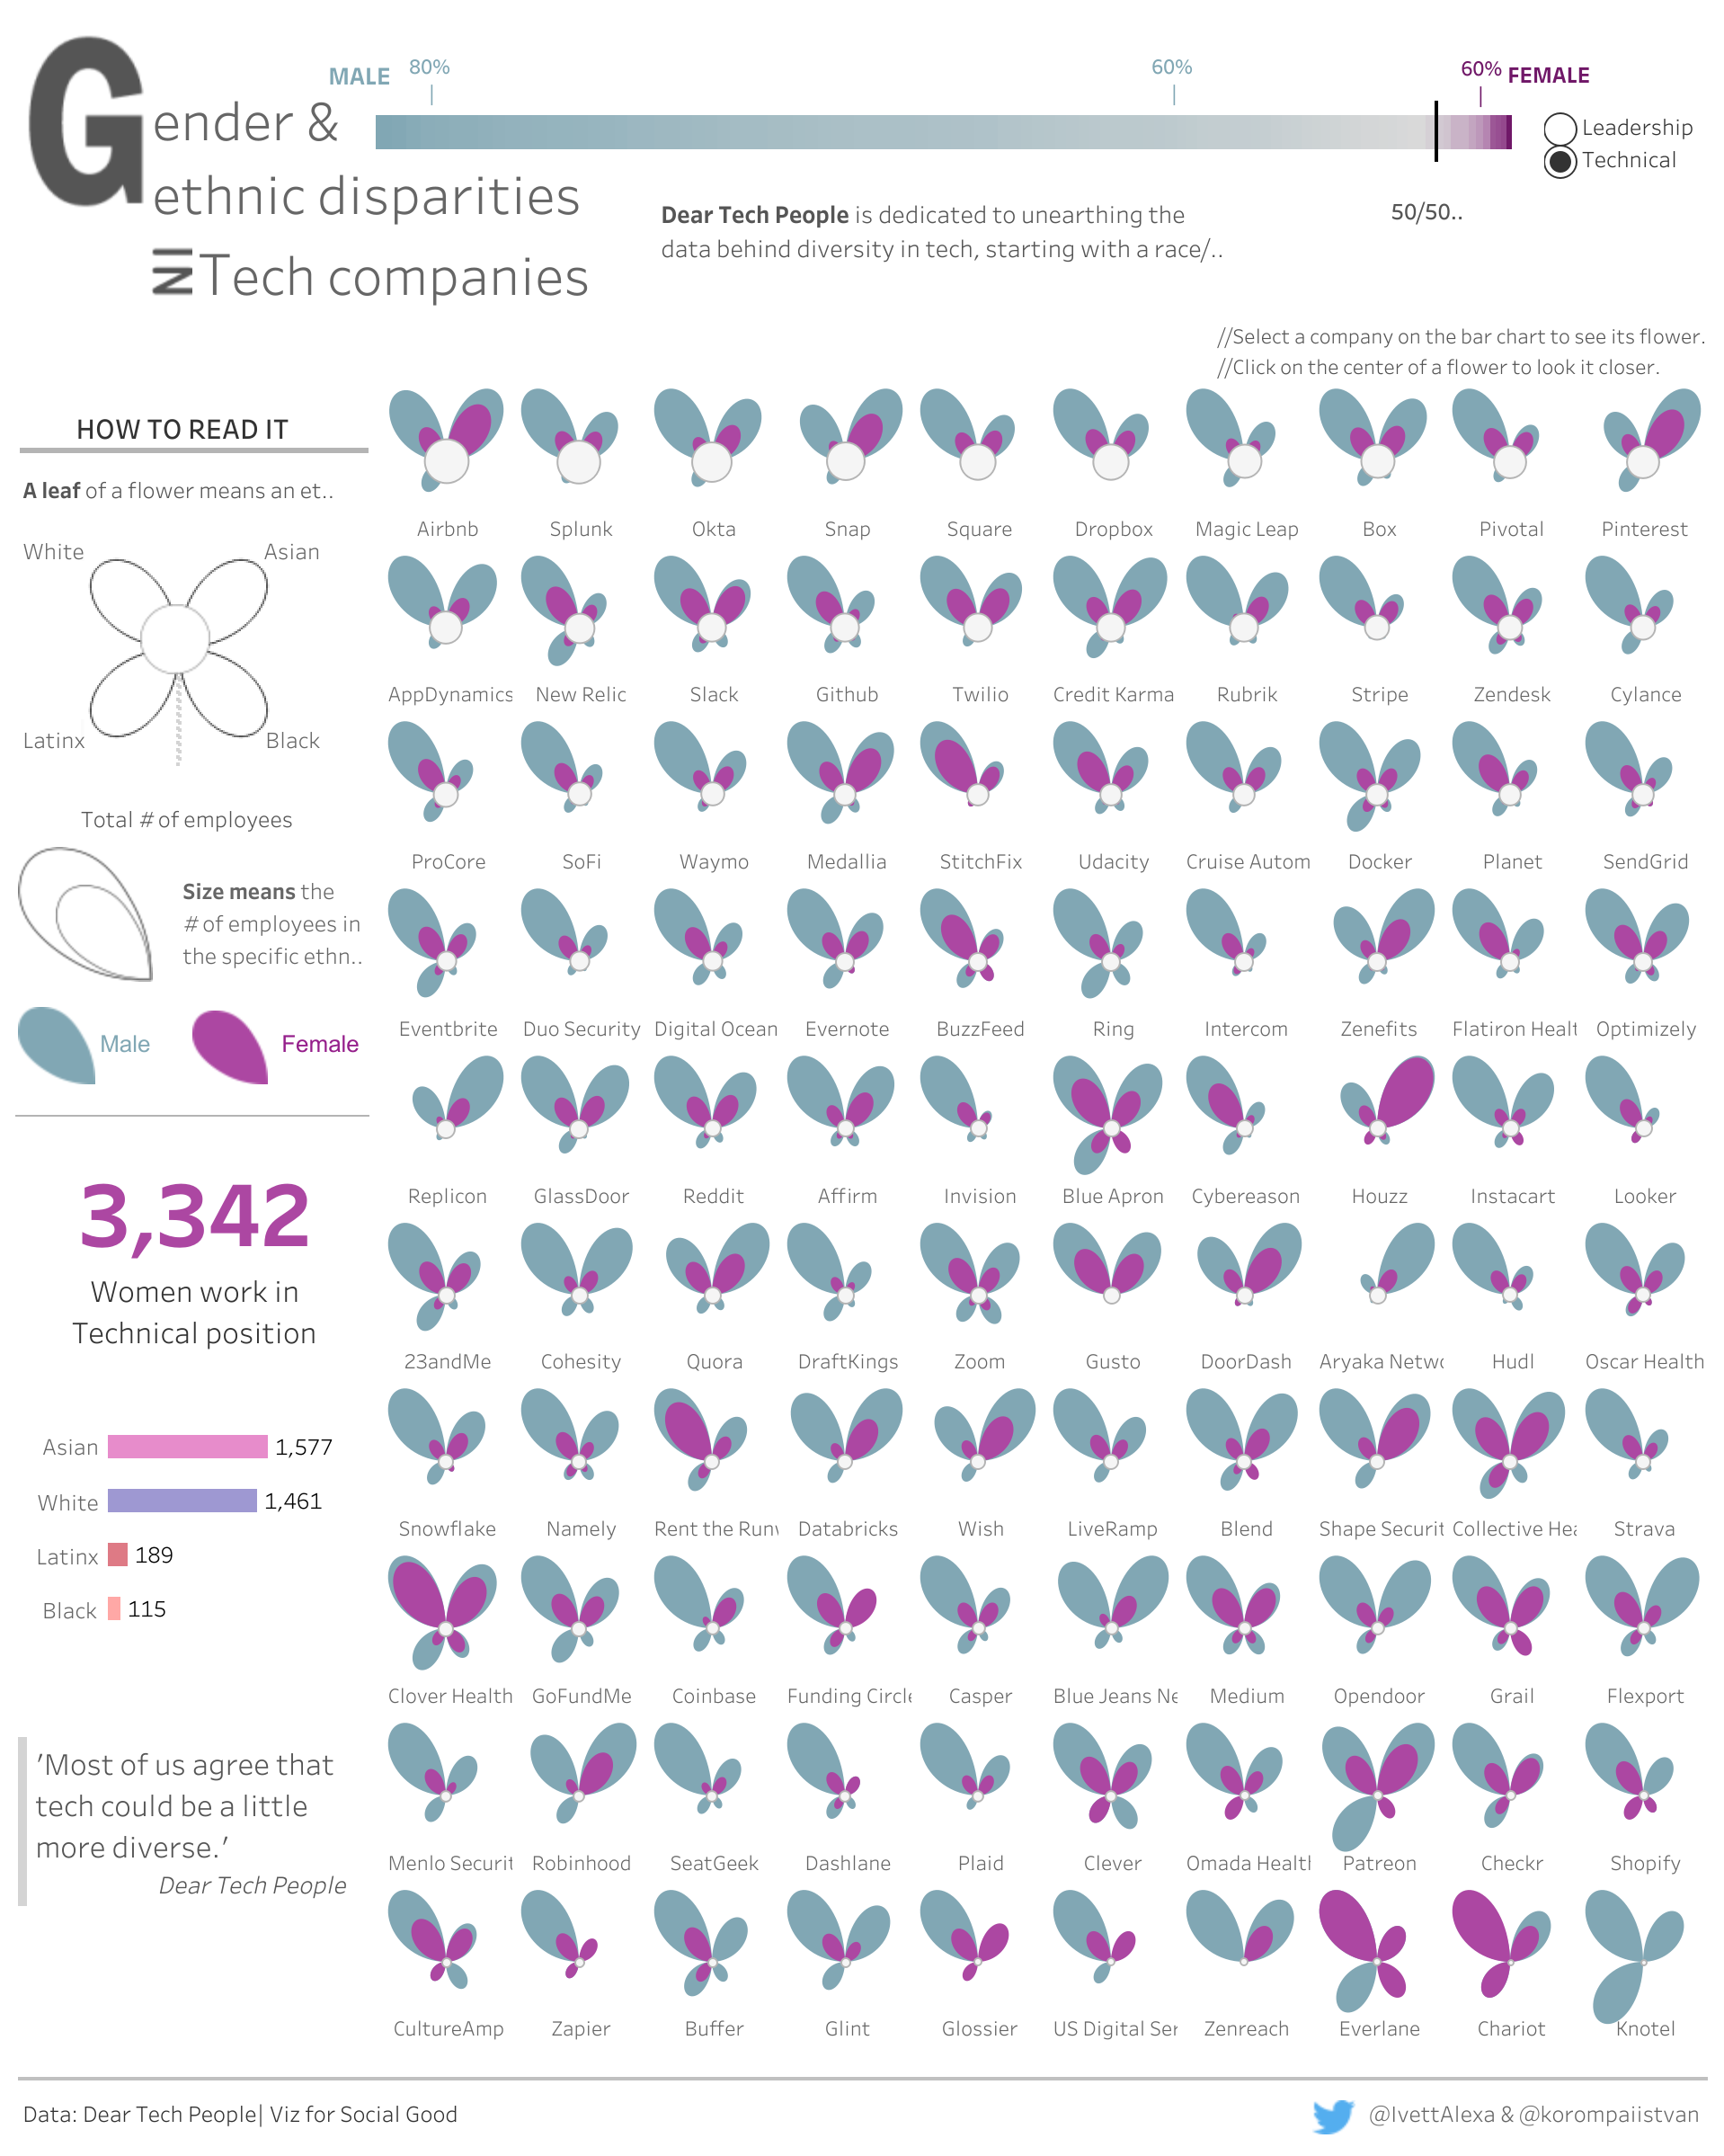 MALE 80% 60% 60% FEMALE
Gender &
ethnic disparities
IN Tech companies
Leadership
Technical
Dear Tech People is dedicated to unearthing the
data behind diversity in tech, starting with a race/..
50/50..
//Select a company on the bar chart to see its flower.
//Click on the center of a flower to look it closer.
HOW TO READ IT
A leaf of a flower means an et..
White Asian
Latinx Black
Total # of employees
Size means the
# of employees in
the specific ethn..
Male Female
3,342
Women work in
Technical position
Asian 1,577
White 1,461
Latinx 189
Black 115
'Most of us agree that
tech could be a little
more diverse.'
Dear Tech People
Airbnb Splunk Okta Snap Square Dropbox Magic Leap Box Pivotal Pinterest
AppDynamics New Relic Slack Github Twilio Credit Karma Rubrik Stripe Zendesk Cylance
ProCore SoFi Waymo Medallia StitchFix Udacity Cruise Autom Docker Planet SendGrid
Eventbrite Duo Security Digital Ocean Evernote BuzzFeed Ring Intercom Zenefits Flatiron Healt Optimizely
Replicon GlassDoor Reddit Affirm Invision Blue Apron Cybereason Houzz Instacart Looker
23andMe Cohesity Quora DraftKings Zoom Gusto DoorDash Aryaka Netwo Hudl Oscar Health
Snowflake Namely Rent the Runw Databricks Wish LiveRamp Blend Shape Securit Collective Hea Strava
Clover Health GoFundMe Coinbase Funding Circle Casper Blue Jeans Ne Medium Opendoor Grail Flexport
Menlo Securit Robinhood SeatGeek Dashlane Plaid Clever Omada Healtl Patreon Checkr Shopify
CultureAmp Zapier Buffer Glint Glossier US Digital Ser Zenreach Everlane Chariot Knotel
Data: Dear Tech People| Viz for Social Good
@IvettAlexa & @korompaiistvan